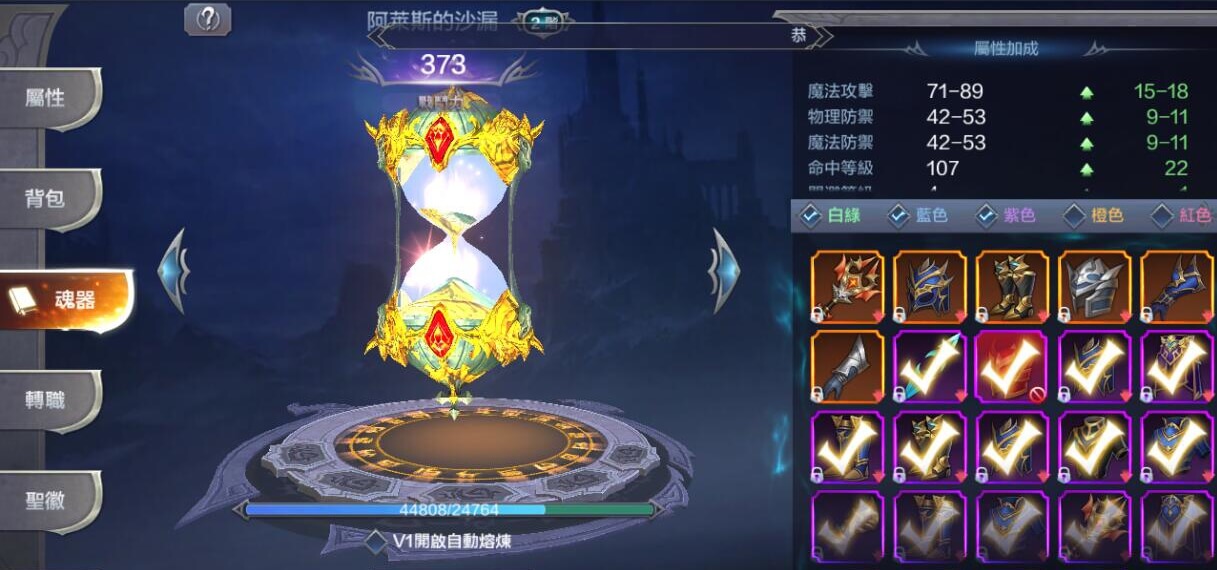 ?
阿萊斯的沙漏 2 階
373
戰鬥力
恭
屬性
背包
魂器
轉職
聖徽
44808/24764
V1開啟自動熔煉
屬性加成
魔法攻擊 71-89 15-18
物理防禦 42-53 9-11
魔法防禦 42-53 9-11
命中等級 107 22
白綠 藍色 紫色 橙色 紅色